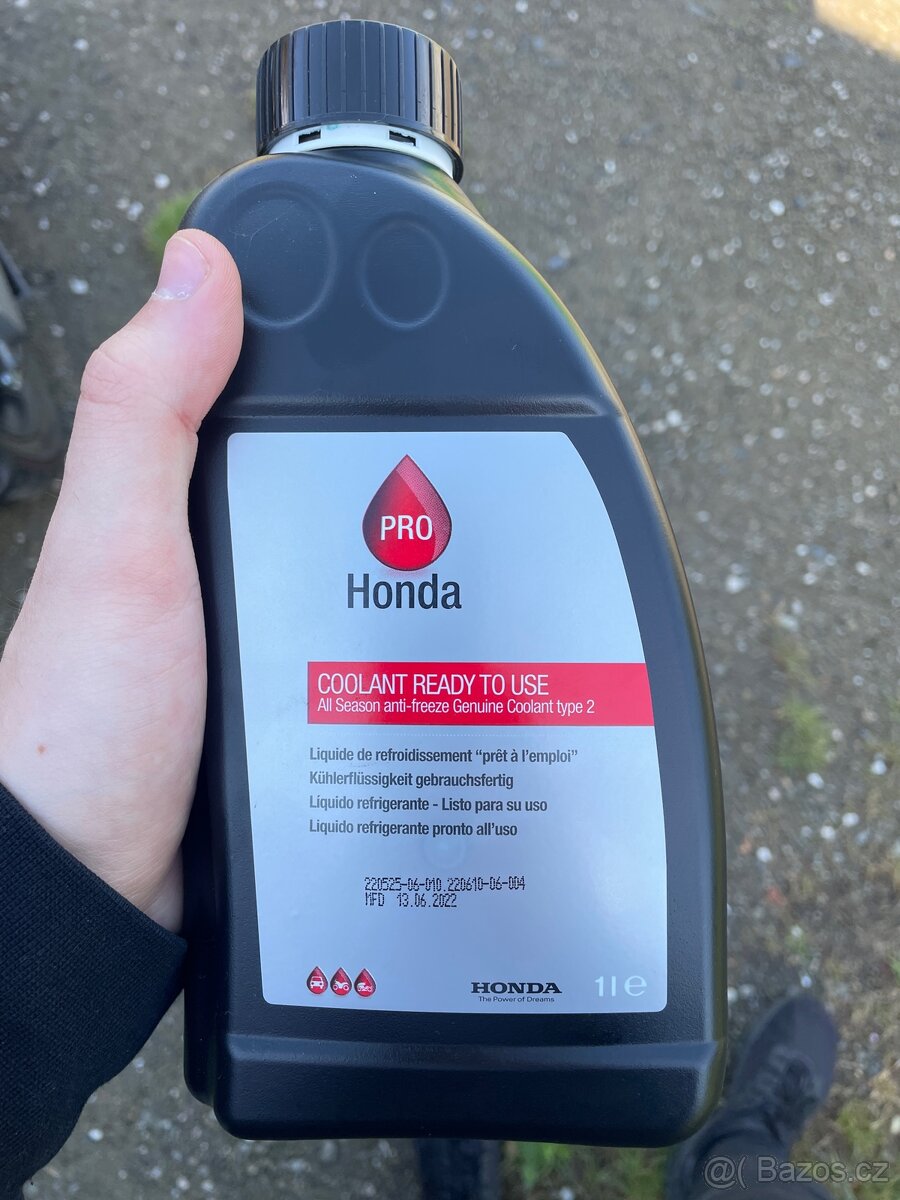 PRO
Honda
COOLANT READY TO USE
All Season anti-freeze Genuine Coolant type 2
Liquide de refroidissement “prêt à l’emploi”
Kühlerflüssigkeit gebrauchsfertig
Líquido refrigerante - Listo para su uso
Liquido refrigerante pronto all’uso
220525-06-010.220610-06-004
MFD 13.06.2022
HONDA
The Power of Dreams
1l e
@( Bazos.cz